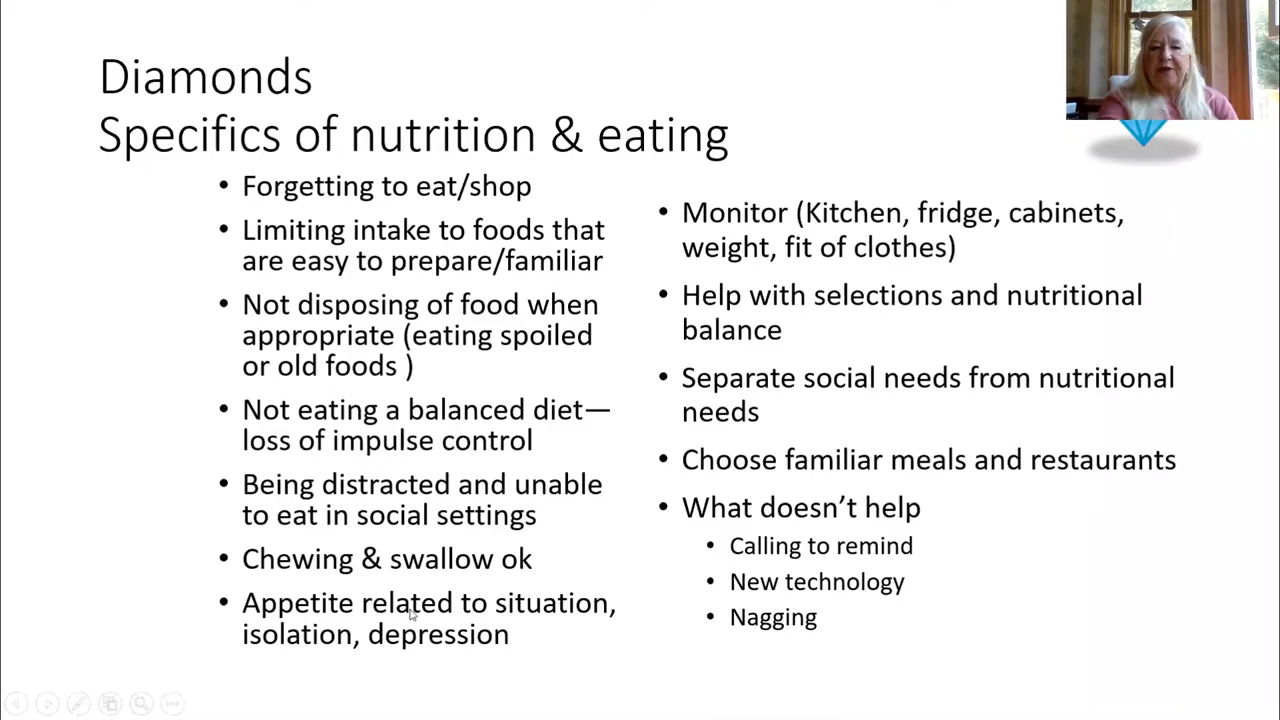 Diamonds
Specifics of nutrition & eating
• Forgetting to eat/shop
• Limiting intake to foods that
are easy to prepare/familiar
• Not disposing of food when
appropriate (eating spoiled
or old foods )
• Not eating a balanced diet—
loss of impulse control
• Being distracted and unable
to eat in social settings
• Chewing & swallow ok
• Appetite related to situation,
isolation, depression
• Monitor (Kitchen, fridge, cabinets,
weight, fit of clothes)
• Help with selections and nutritional
balance
• Separate social needs from nutritional
needs
• Choose familiar meals and restaurants
• What doesn’t help
• Calling to remind
• New technology
• Nagging